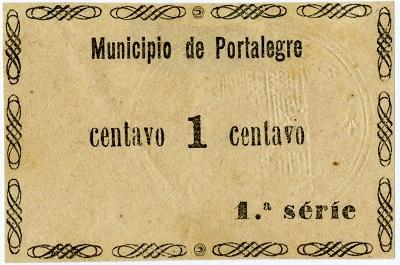 Municipio de Portalegre
centavo 1 centavo
1.ª série